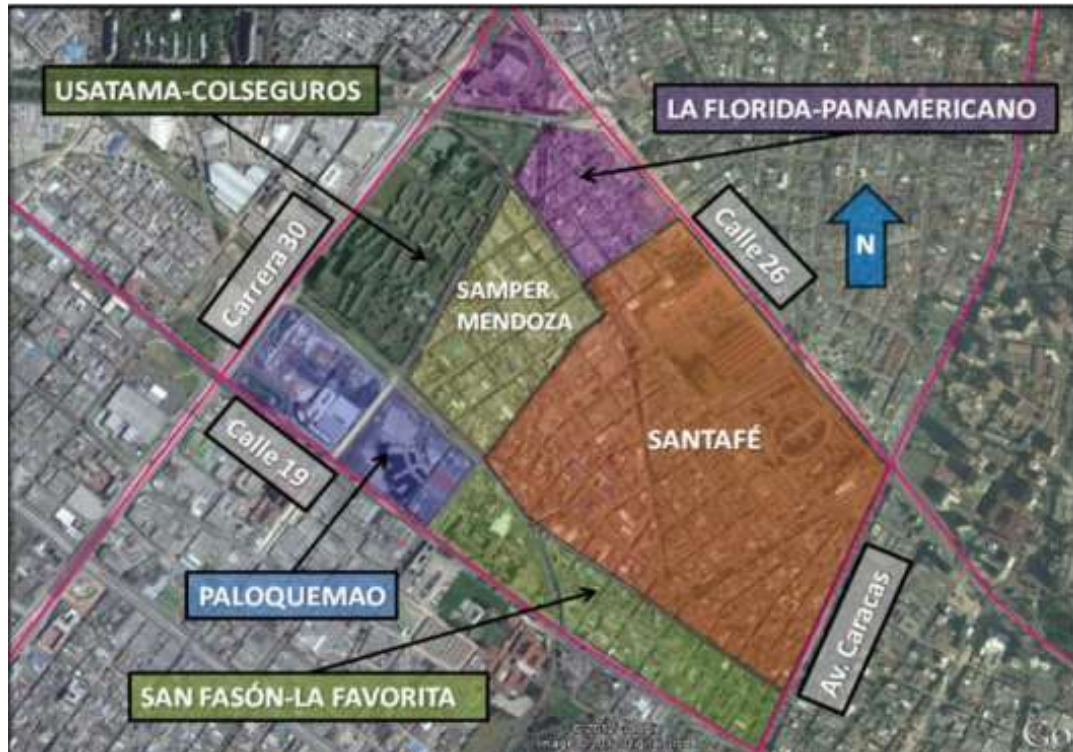 USATAMA-COLSEGUROS
LA FLORIDA-PANAMERICANO
Carrera 30
Calle 26
N
SAMPER
MENDOZA
SANTAFÉ
Calle 19
PALOQUEMAO
Av. Caracas
SAN FASÓN-LA FAVORITA
Go